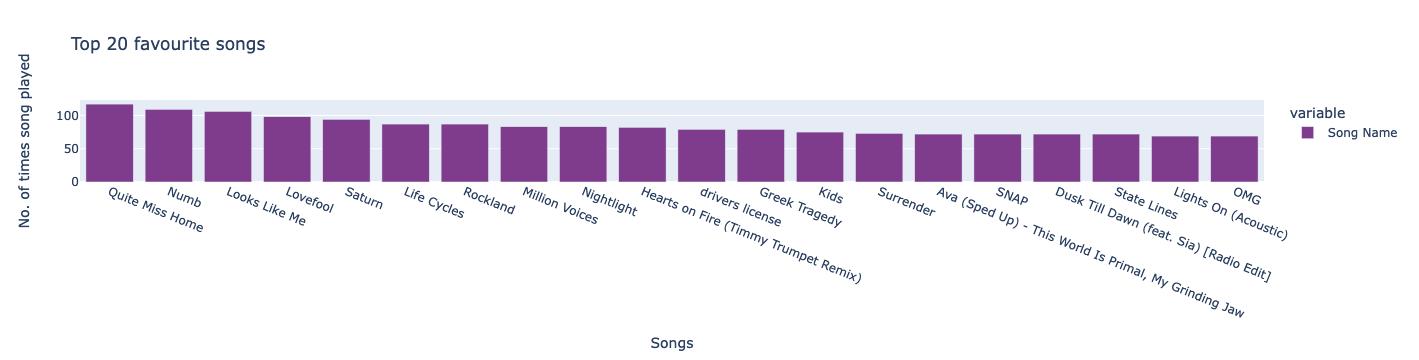 Top 20 favourite songs
No. of times song played
100
50
0
Quite Miss Home
Numb
Looks Like Me
Lovefool
Saturn
Life Cycles
Rockland
Million Voices
Nightlight
Hearts on Fire (Timmy Trumpet Remix)
drivers license
Greek Tragedy
Kids
Surrender
Ava (Sped Up) - This World Is Primal, My Grinding Jaw
SNAP
Dusk Till Dawn (feat. Sia) [Radio Edit]
State Lines
Lights On (Acoustic)
OMG
Songs
variable
Song Name